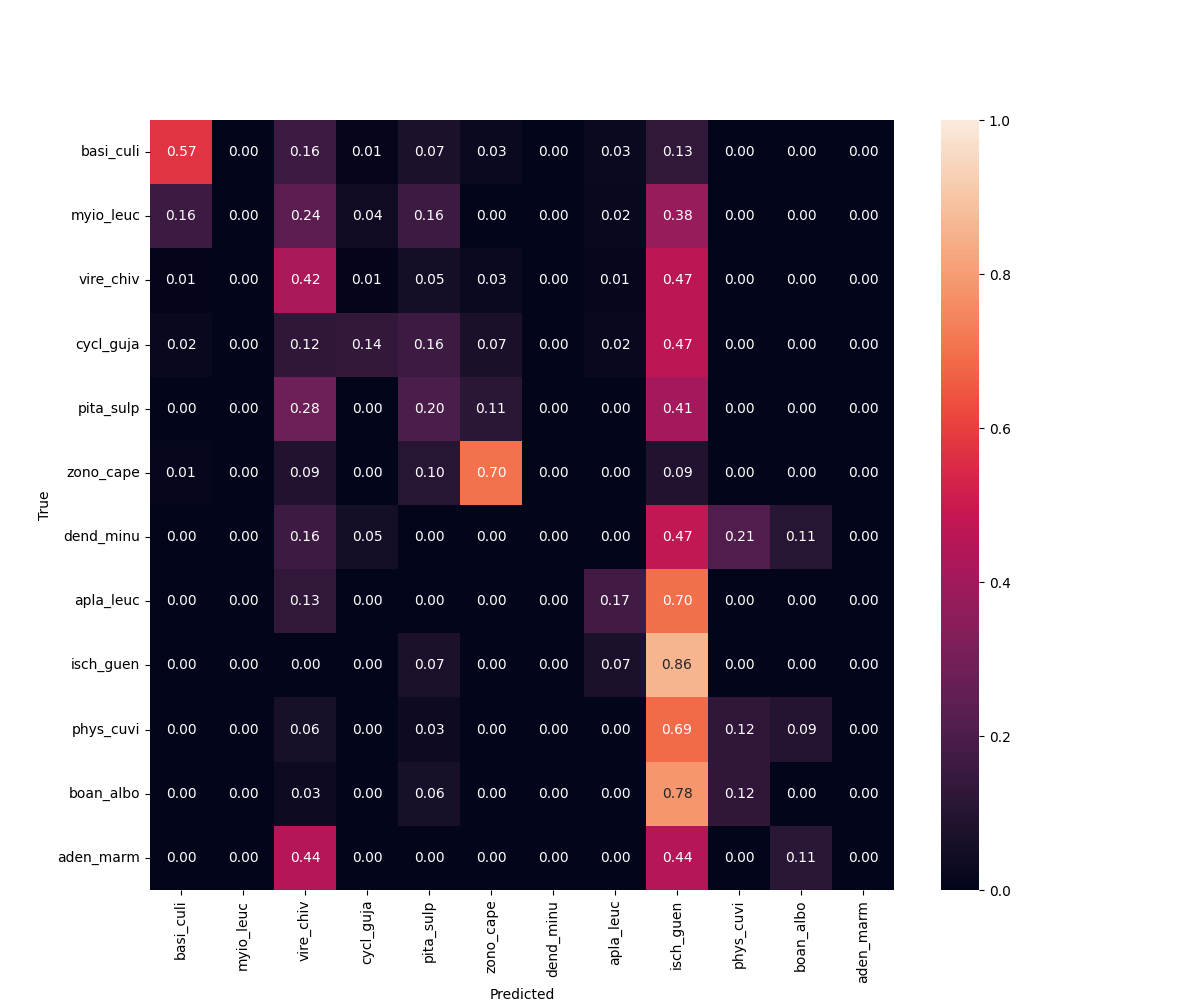 basi_culi 0.57 0.00 0.16 0.01 0.07 0.03 0.00 0.03 0.13 0.00 0.00 0.00
myio_leuc 0.16 0.00 0.24 0.04 0.16 0.00 0.00 0.02 0.38 0.00 0.00 0.00
vire_chiv 0.01 0.00 0.42 0.01 0.05 0.03 0.00 0.01 0.47 0.00 0.00 0.00
cycl_guja 0.02 0.00 0.12 0.14 0.16 0.07 0.00 0.02 0.47 0.00 0.00 0.00
pita_sulp 0.00 0.00 0.28 0.00 0.20 0.11 0.00 0.00 0.41 0.00 0.00 0.00
zono_cape 0.01 0.00 0.09 0.00 0.10 0.70 0.00 0.00 0.09 0.00 0.00 0.00
dend_minu 0.00 0.00 0.16 0.05 0.00 0.00 0.00 0.00 0.47 0.21 0.11 0.00
apla_leuc 0.00 0.00 0.13 0.00 0.00 0.00 0.00 0.17 0.70 0.00 0.00 0.00
isch_guen 0.00 0.00 0.00 0.00 0.07 0.00 0.00 0.07 0.86 0.00 0.00 0.00
phys_cuvi 0.00 0.00 0.06 0.00 0.03 0.00 0.00 0.00 0.69 0.12 0.09 0.00
boan_albo 0.00 0.00 0.03 0.00 0.06 0.00 0.00 0.00 0.78 0.12 0.00 0.00
aden_marm 0.00 0.00 0.44 0.00 0.00 0.00 0.00 0.00 0.44 0.00 0.11 0.00
True
basi_culi myio_leuc vire_chiv cycl_guja pita_sulp zono_cape dend_minu apla_leuc isch_guen phys_cuvi boan_albo aden_marm
Predicted
1.0
0.8
0.6
0.4
0.2
0.0